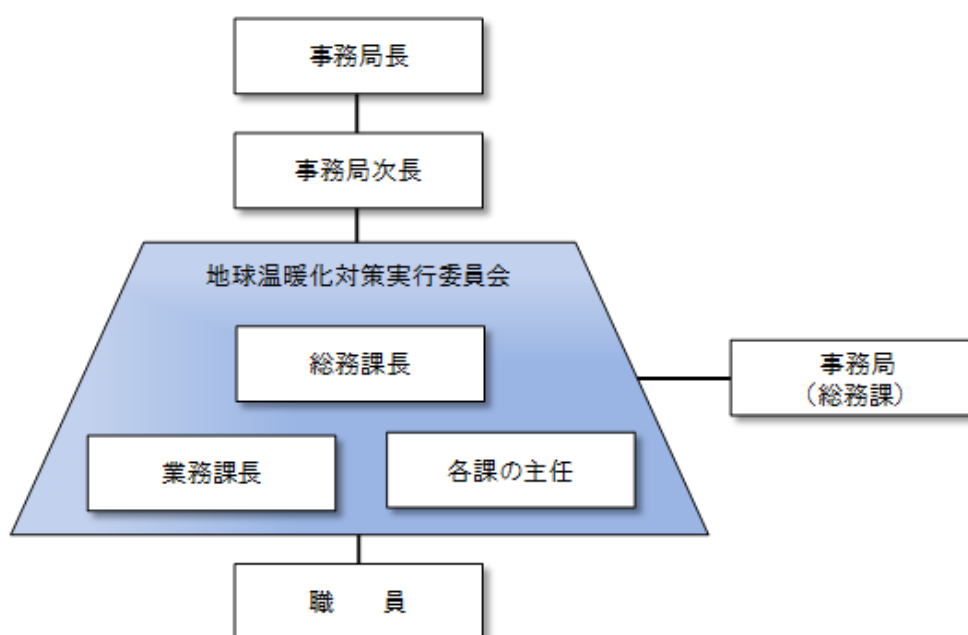 事務局長
事務局次長
地球温暖化対策実行委員会
総務課長
事務局
（総務課）
業務課長
各課の主任
職　　員